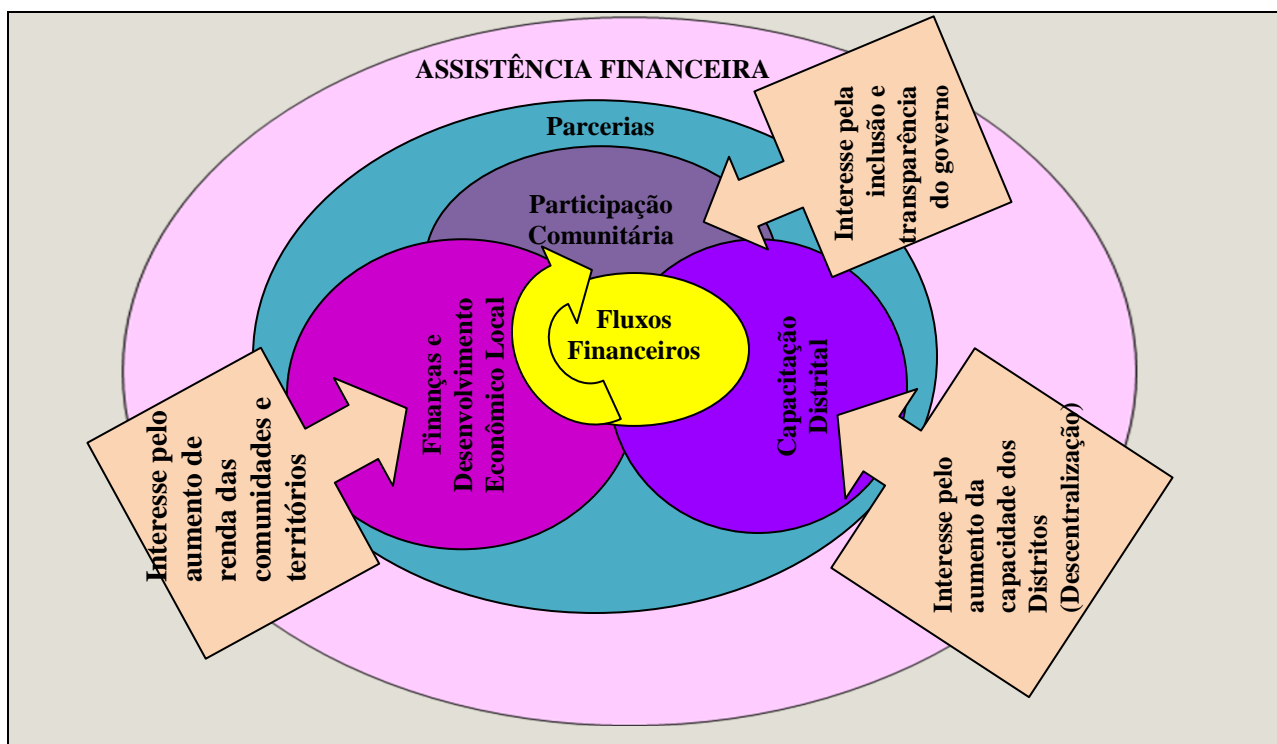 ASSISTÊNCIA FINANCEIRA
Parcerias
Participação
Comunitária
Fluxos
Financeiros
Finanças e
Desenvolvimento
Econômico Local
Capacitação
Distrital
Interesse pela
inclusão e
transparência
do governo
Interesse pelo
aumento de
renda das
comunidades e
territórios
Interesse pelo
aumento da
capacidade dos
Distritos
(Descentralização)